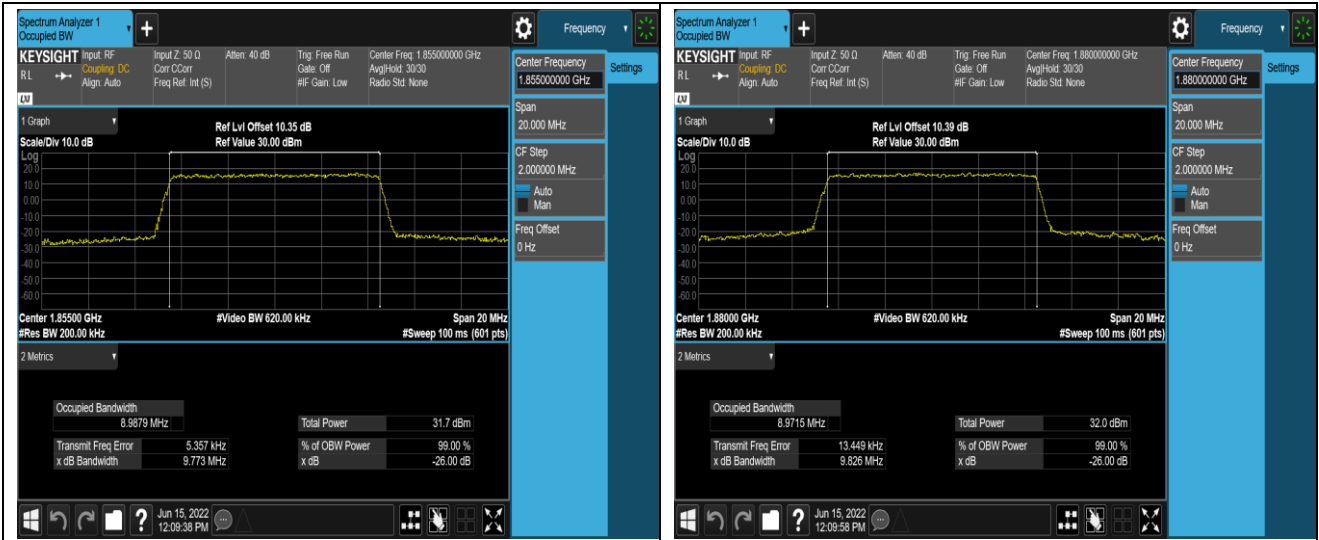 Spectrum Analyzer 1
Occupied BW
+
Frequency
KEYSIGHT
RL
LXI
Input: RF
Coupling: DC
Align: Auto
Input Z: 50 Ω
Corr CCorr
Freq Ref: Int (S)
Atten: 40 dB
Trig: Free Run
Gate: Off
#IF Gain: Low
Center Freq: 1.855000000 GHz
Avg|Hold: 30/30
Radio Std: None
Center Frequency
1.855000000 GHz
Settings
Span
20.000 MHz
CF Step
2.000000 MHz
Auto
Man
Freq Offset
0 Hz
1 Graph
Scale/Div 10.0 dB
Ref Lvl Offset 10.35 dB
Ref Value 30.00 dBm
Log
20.0
10.0
0.00
-10.0
-20.0
-30.0
-40.0
-50.0
-60.0
Center 1.85500 GHz
#Video BW 620.00 kHz
Span 20 MHz
#Res BW 200.00 kHz
#Sweep 100 ms (601 pts)
2 Metrics
Occupied Bandwidth
8.9879 MHz
Total Power 31.7 dBm
Transmit Freq Error 5.357 kHz
% of OBW Power 99.00 %
x dB Bandwidth 9.773 MHz
x dB -26.00 dB
?
Jun 15, 2022
12:09:38 PM
Spectrum Analyzer 1
Occupied BW
+
Frequency
KEYSIGHT
RL
LXI
Input: RF
Coupling: DC
Align: Auto
Input Z: 50 Ω
Corr CCorr
Freq Ref: Int (S)
Atten: 40 dB
Trig: Free Run
Gate: Off
#IF Gain: Low
Center Freq: 1.880000000 GHz
Avg|Hold: 30/30
Radio Std: None
Center Frequency
1.880000000 GHz
Settings
Span
20.000 MHz
CF Step
2.000000 MHz
Auto
Man
Freq Offset
0 Hz
1 Graph
Scale/Div 10.0 dB
Ref Lvl Offset 10.39 dB
Ref Value 30.00 dBm
Log
20.0
10.0
0.00
-10.0
-20.0
-30.0
-40.0
-50.0
-60.0
Center 1.88000 GHz
#Video BW 620.00 kHz
Span 20 MHz
#Res BW 200.00 kHz
#Sweep 100 ms (601 pts)
2 Metrics
Occupied Bandwidth
8.9715 MHz
Total Power 32.0 dBm
Transmit Freq Error 13.449 kHz
% of OBW Power 99.00 %
x dB Bandwidth 9.826 MHz
x dB -26.00 dB
?
Jun 15, 2022
12:09:58 PM